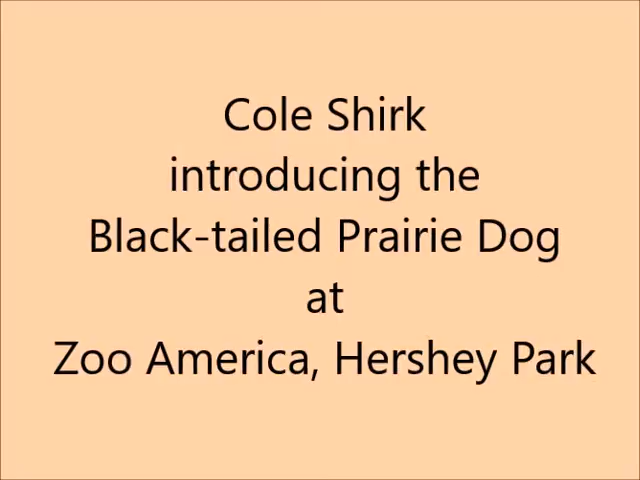 Cole Shirk
introducing the
Black-tailed Prairie Dog
at
Zoo America, Hershey Park